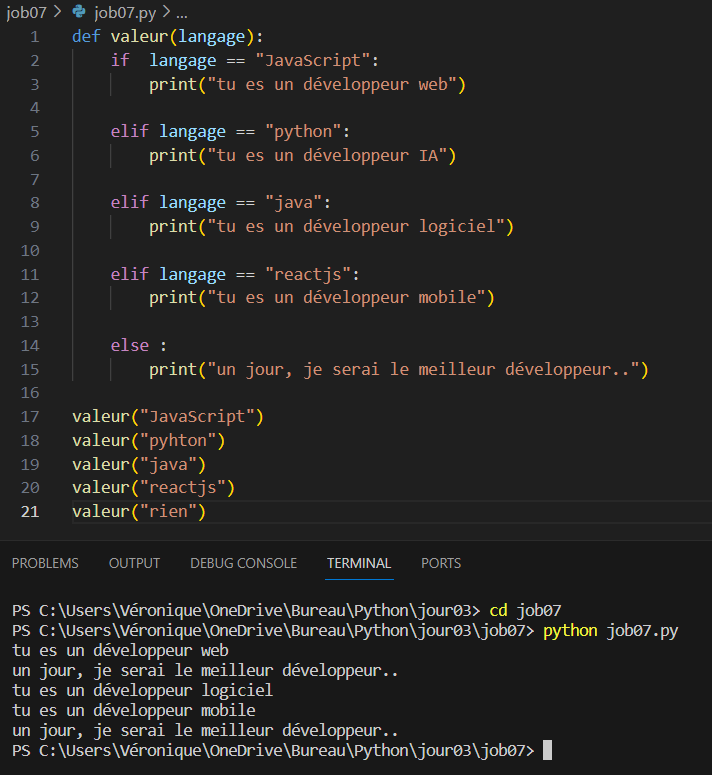 job07 > job07.py > ...
1 def valeur(langage):
2 if  langage == "JavaScript":
3 print("tu es un développeur web")
4
5 elif langage == "python":
6 print("tu es un développeur IA")
7
8 elif langage == "java":
9 print("tu es un développeur logiciel")
10
11 elif langage == "reactjs":
12 print("tu es un développeur mobile")
13
14 else :
15 print("un jour, je serai le meilleur développeur..")
16
17 valeur("JavaScript")
18 valeur("pyhton")
19 valeur("java")
20 valeur("reactjs")
21 valeur("rien")
PROBLEMS OUTPUT DEBUG CONSOLE TERMINAL PORTS
PS C:\Users\Véronique\OneDrive\Bureau\Python\jour03> cd job07
PS C:\Users\Véronique\OneDrive\Bureau\Python\jour03\job07> python job07.py
tu es un développeur web
un jour, je serai le meilleur développeur..
tu es un développeur logiciel
tu es un développeur mobile
un jour, je serai le meilleur développeur..
PS C:\Users\Véronique\OneDrive\Bureau\Python\jour03\job07>